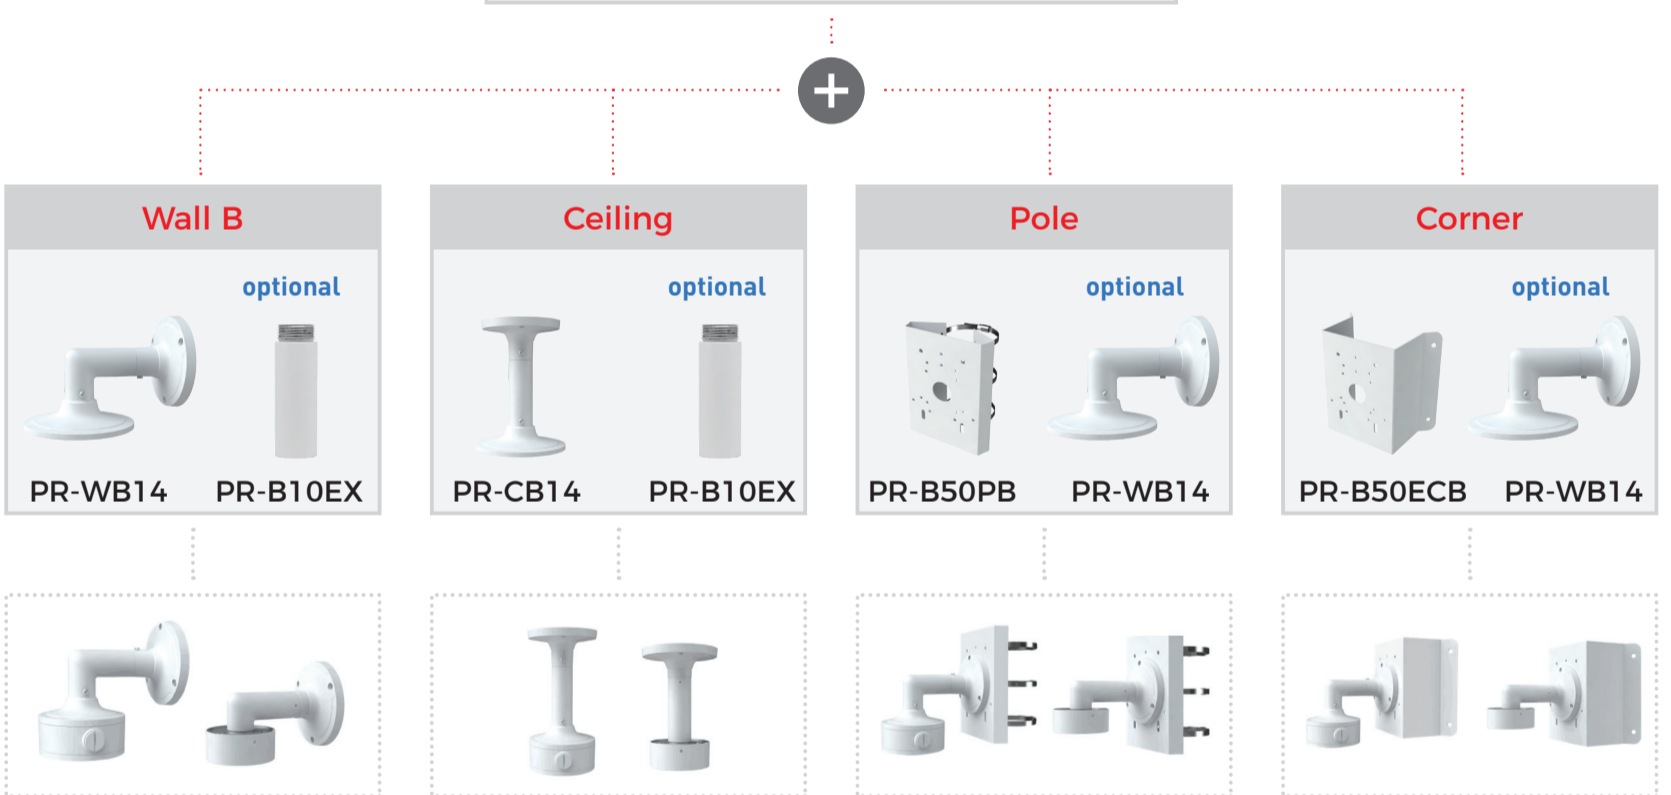 Wall B
optional
PR-WB14 PR-B10EX
Ceiling
optional
PR-CB14 PR-B10EX
Pole
optional
PR-B50PB PR-WB14
Corner
optional
PR-B50ECB PR-WB14